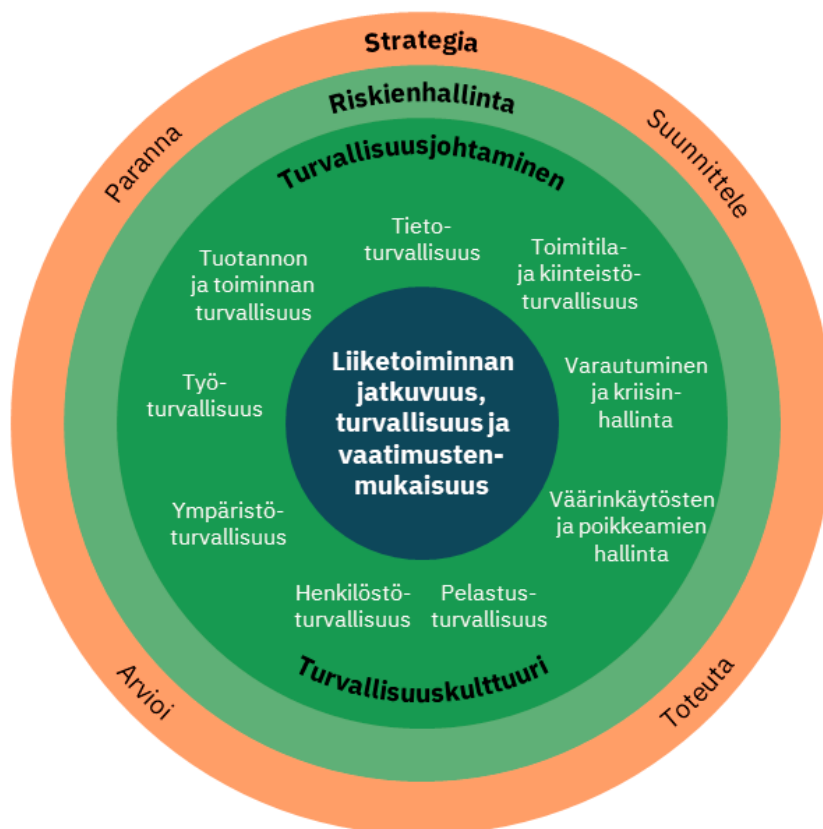 Strategia
Riskienhallinta
Turvallisuusjohtaminen
Paranna
Suunnittele
Tieto-
turvallisuus
Toimitila-
ja kiinteistö-
turvallisuus
Tuotannon
ja toiminnan
turvallisuus
Varautuminen
ja kriisin-
hallinta
Työ-
turvallisuus
Liiketoiminnan
jatkuvuus,
turvallisuus ja
vaatimusten-
mukaisuus
Väärinkäytösten
ja poikkeamien
hallinta
Ympäristö-
turvallisuus
Henkilöstö-
turvallisuus
Pelastus-
turvallisuus
Turvallisuuskulttuuri
Arvioi
Toteuta